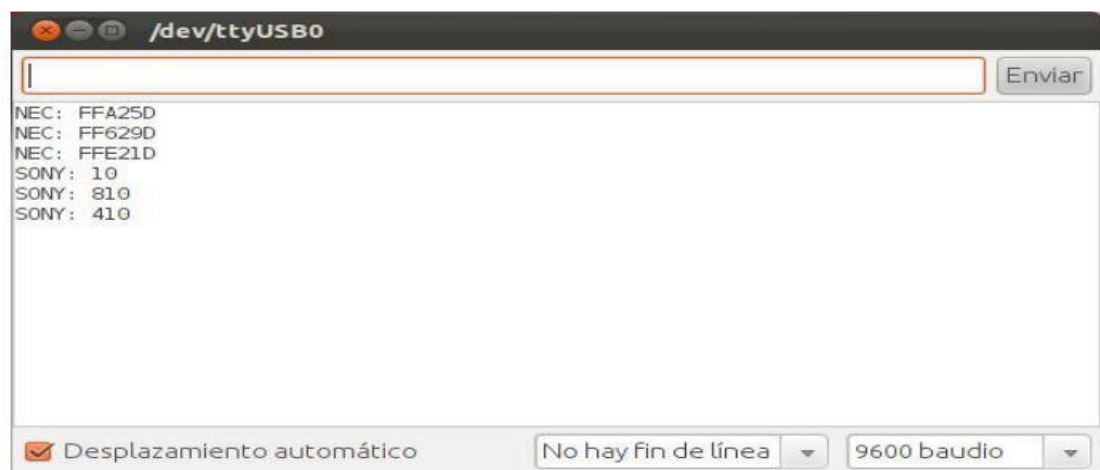 /dev/ttyUSB0
Enviar
NEC: FFA25D
NEC: FF629D
NEC: FFE21D
SONY: 10
SONY: 810
SONY: 410
Desplazamiento automático
No hay fin de línea
9600 baudio